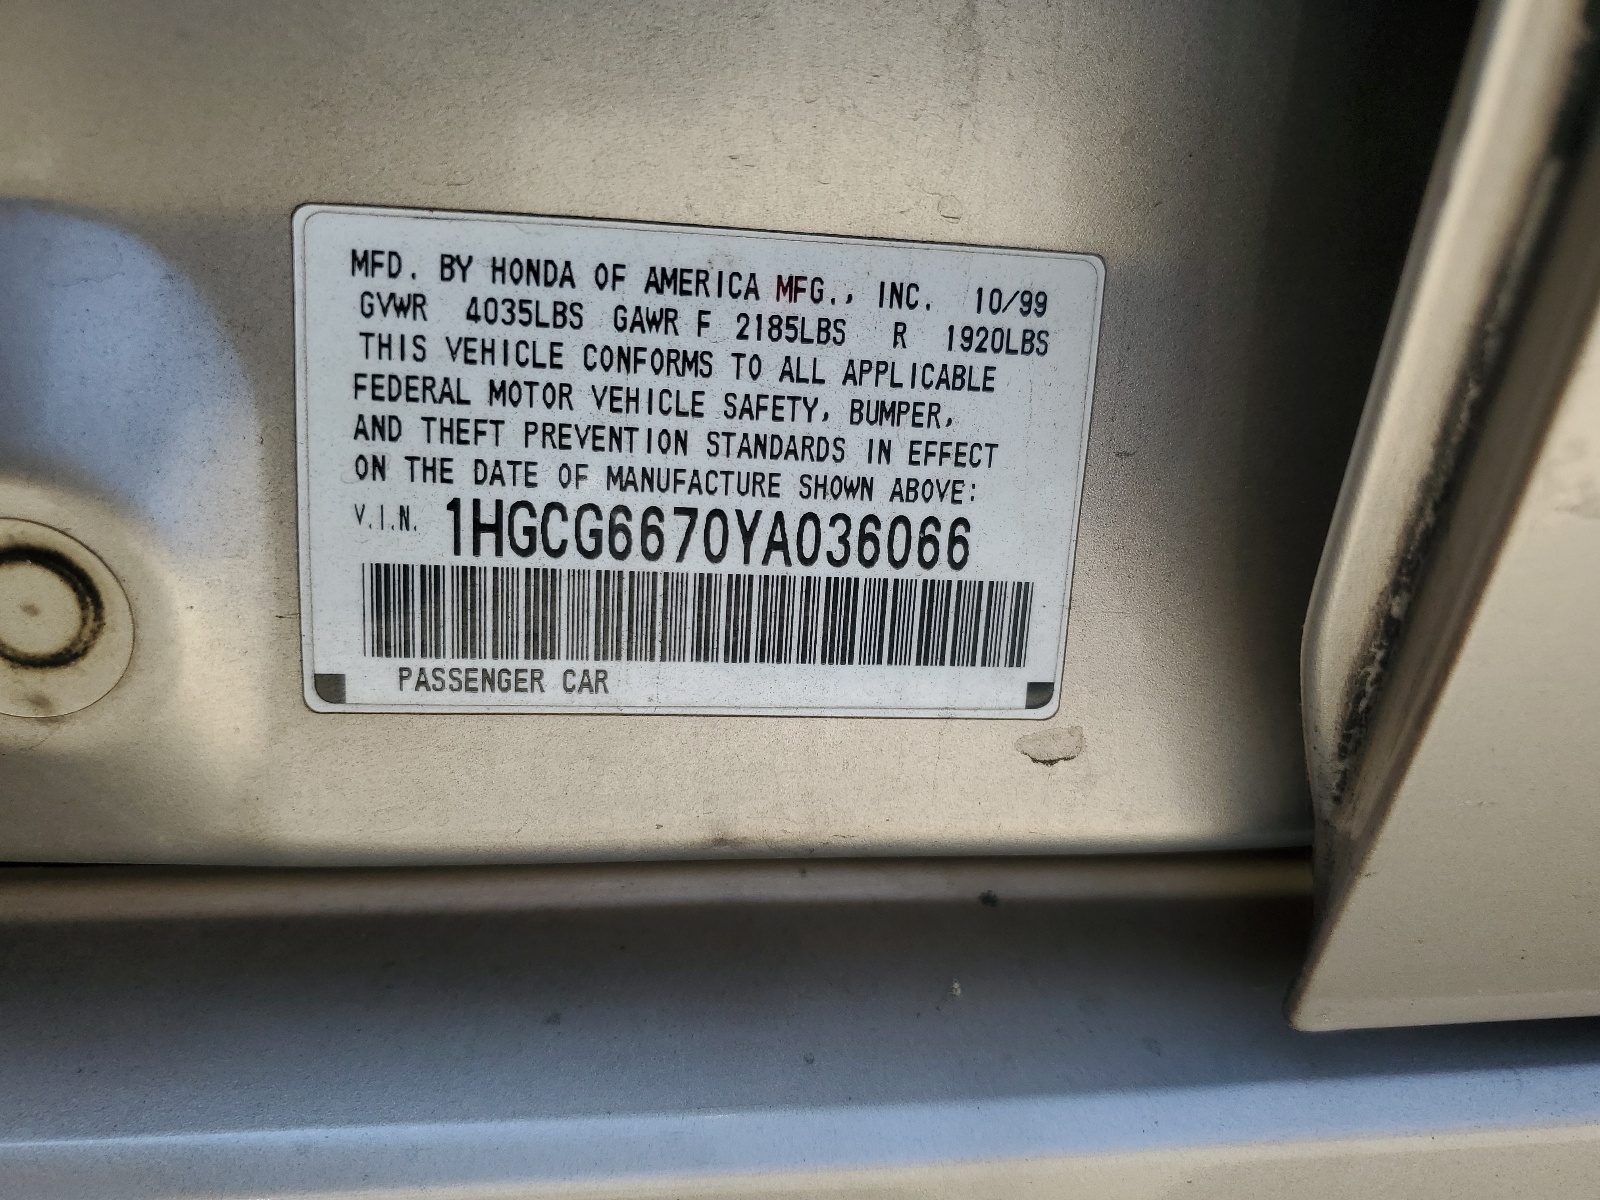 MFD. BY HONDA OF AMERICA MFG., INC. 10/99
GVWR 4035LBS GAWR F 2185LBS R 1920LBS
THIS VEHICLE CONFORMS TO ALL APPLICABLE
FEDERAL MOTOR VEHICLE SAFETY, BUMPER,
AND THEFT PREVENTION STANDARDS IN EFFECT
ON THE DATE OF MANUFACTURE SHOWN ABOVE:
V.I.N. 1HGCG6670YA036066
PASSENGER CAR